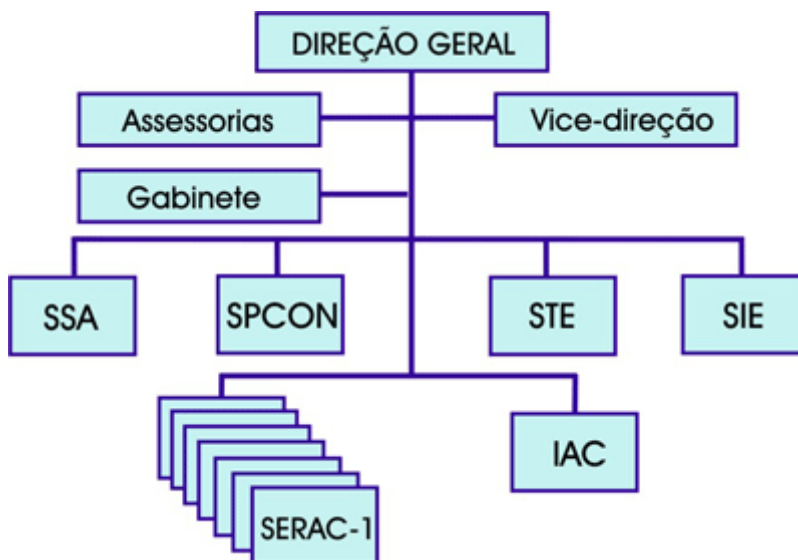 DIREÇÃO GERAL
Assessorias
Vice-direção
Gabinete
SSA
SPCON
STE
SIE
IAC
SERAC-1